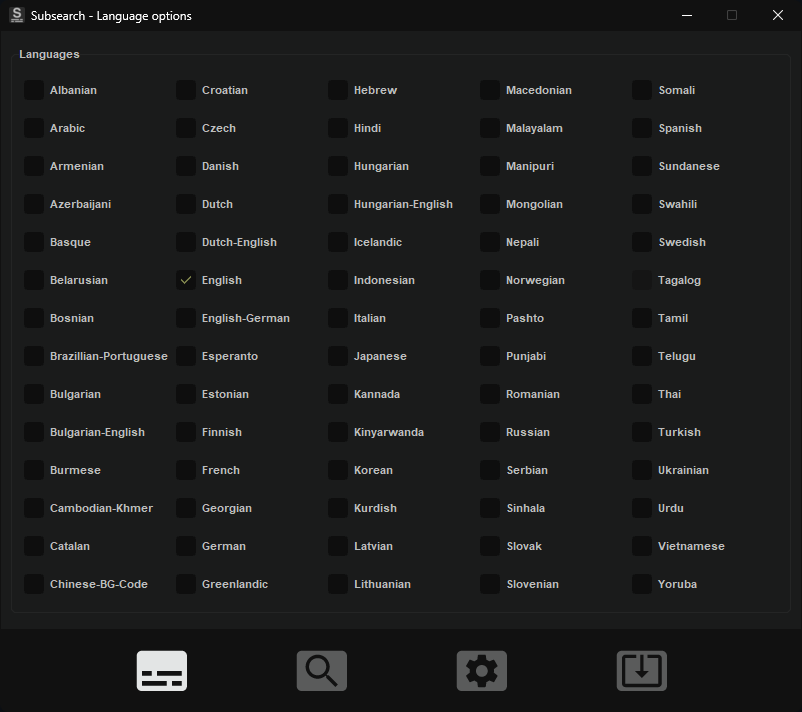 Subsearch - Language options
Languages
Albanian
Arabic
Armenian
Azerbaijani
Basque
Belarusian
Bosnian
Brazillian-Portuguese
Bulgarian
Bulgarian-English
Burmese
Cambodian-Khmer
Catalan
Chinese-BG-Code
Croatian
Czech
Danish
Dutch
Dutch-English
English
English-German
Esperanto
Estonian
Finnish
French
Georgian
German
Greenlandic
Hebrew
Hindi
Hungarian
Hungarian-English
Icelandic
Indonesian
Italian
Japanese
Kannada
Kinyarwanda
Korean
Kurdish
Latvian
Lithuanian
Macedonian
Malayalam
Manipuri
Mongolian
Nepali
Norwegian
Pashto
Punjabi
Romanian
Russian
Serbian
Sinhala
Slovak
Slovenian
Somali
Spanish
Sundanese
Swahili
Swedish
Tagalog
Tamil
Telugu
Thai
Turkish
Ukrainian
Urdu
Vietnamese
Yoruba